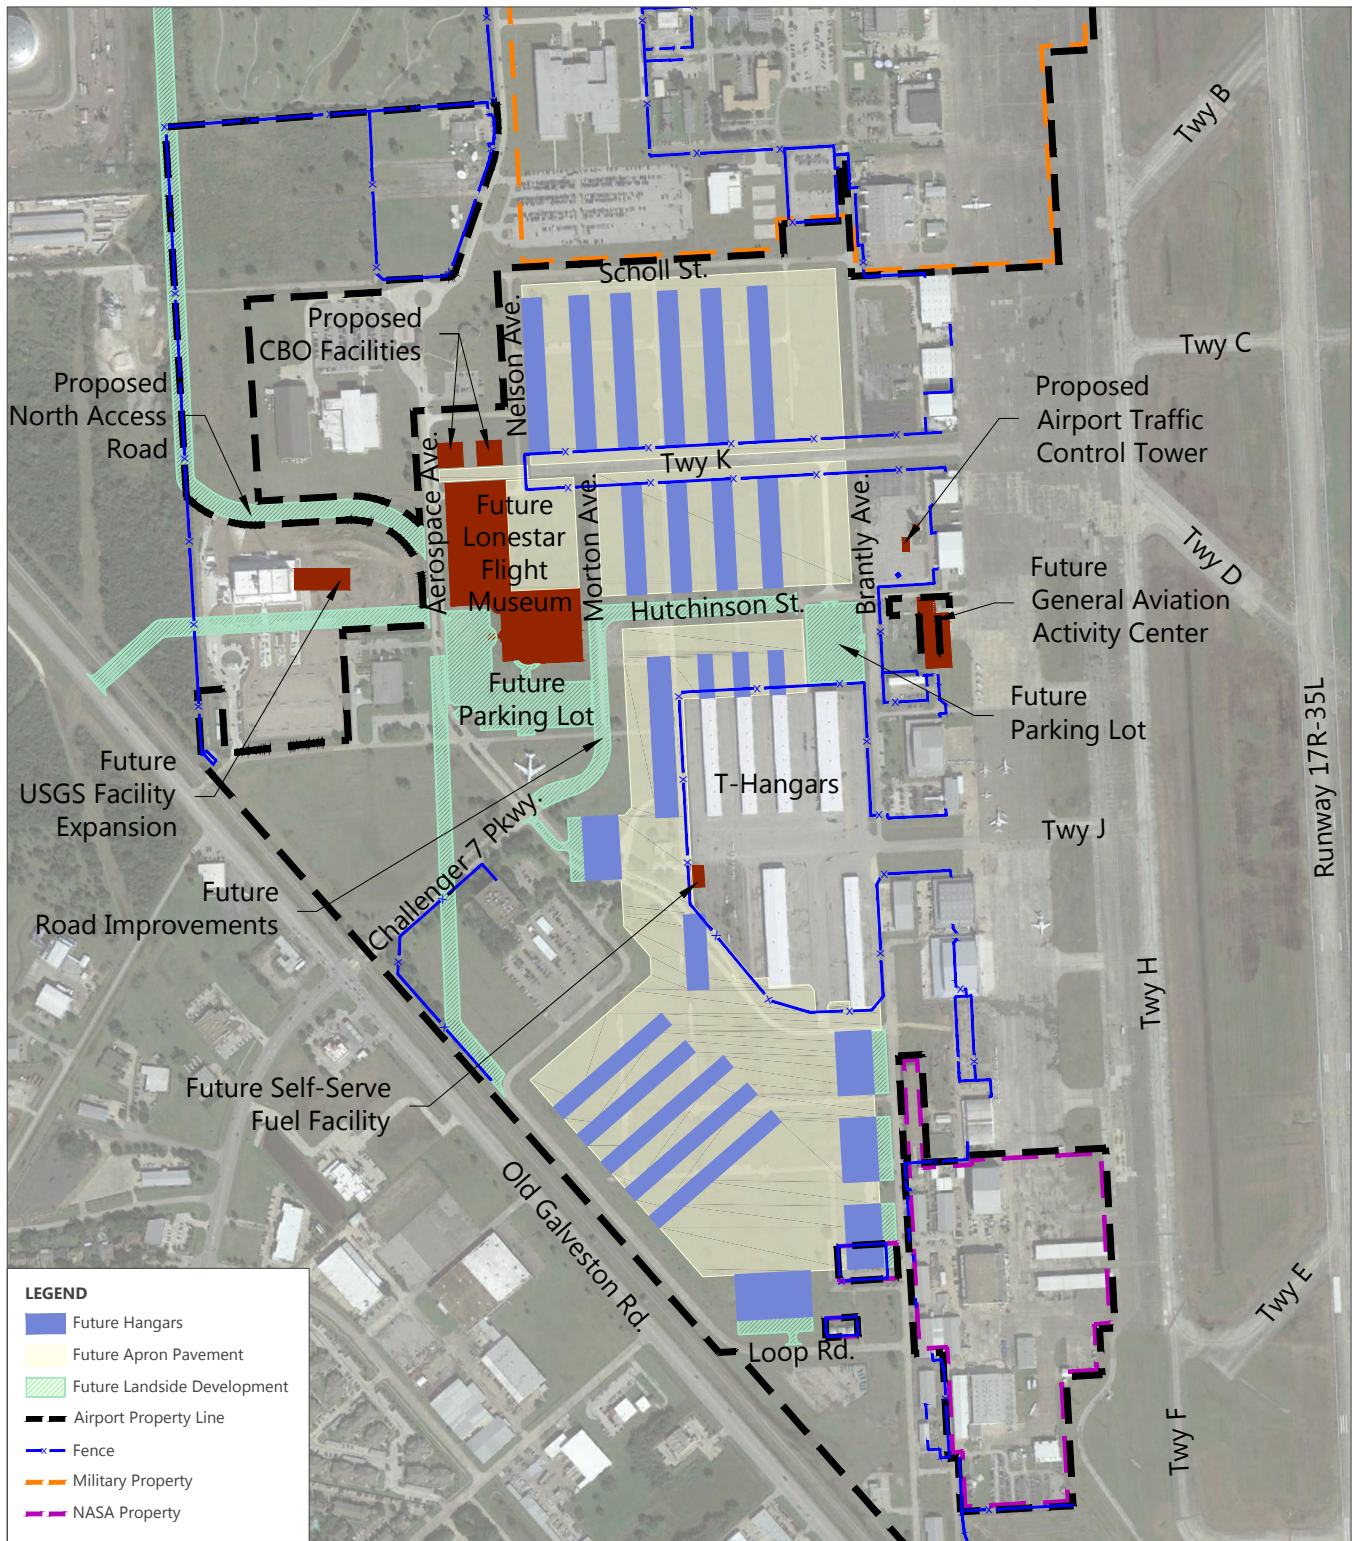 Twy B
Scholl St.
Nelson Ave.
Proposed
CBO Facilities
Twy C
Proposed
North Access
Road
Proposed
Airport Traffic
Control Tower
Aerospace Ave.
Twy K
Future
Lonestar
Flight
Museum
Morton Ave.
Brantly Ave.
Twy D
Hutchinson St.
Future
General Aviation
Activity Center
Future
Parking Lot
Future
Parking Lot
Runway 17R-35L
Future
USGS Facility
Expansion
T-Hangars
Twy J
Challenger 7 Pkwy.
Future
Road Improvements
Twy H
Future Self-Serve
Fuel Facility
Old Galveston Rd.
Twy E
Loop Rd.
Twy F
LEGEND
Future Hangars
Future Apron Pavement
Future Landside Development
Airport Property Line
Fence
Military Property
NASA Property